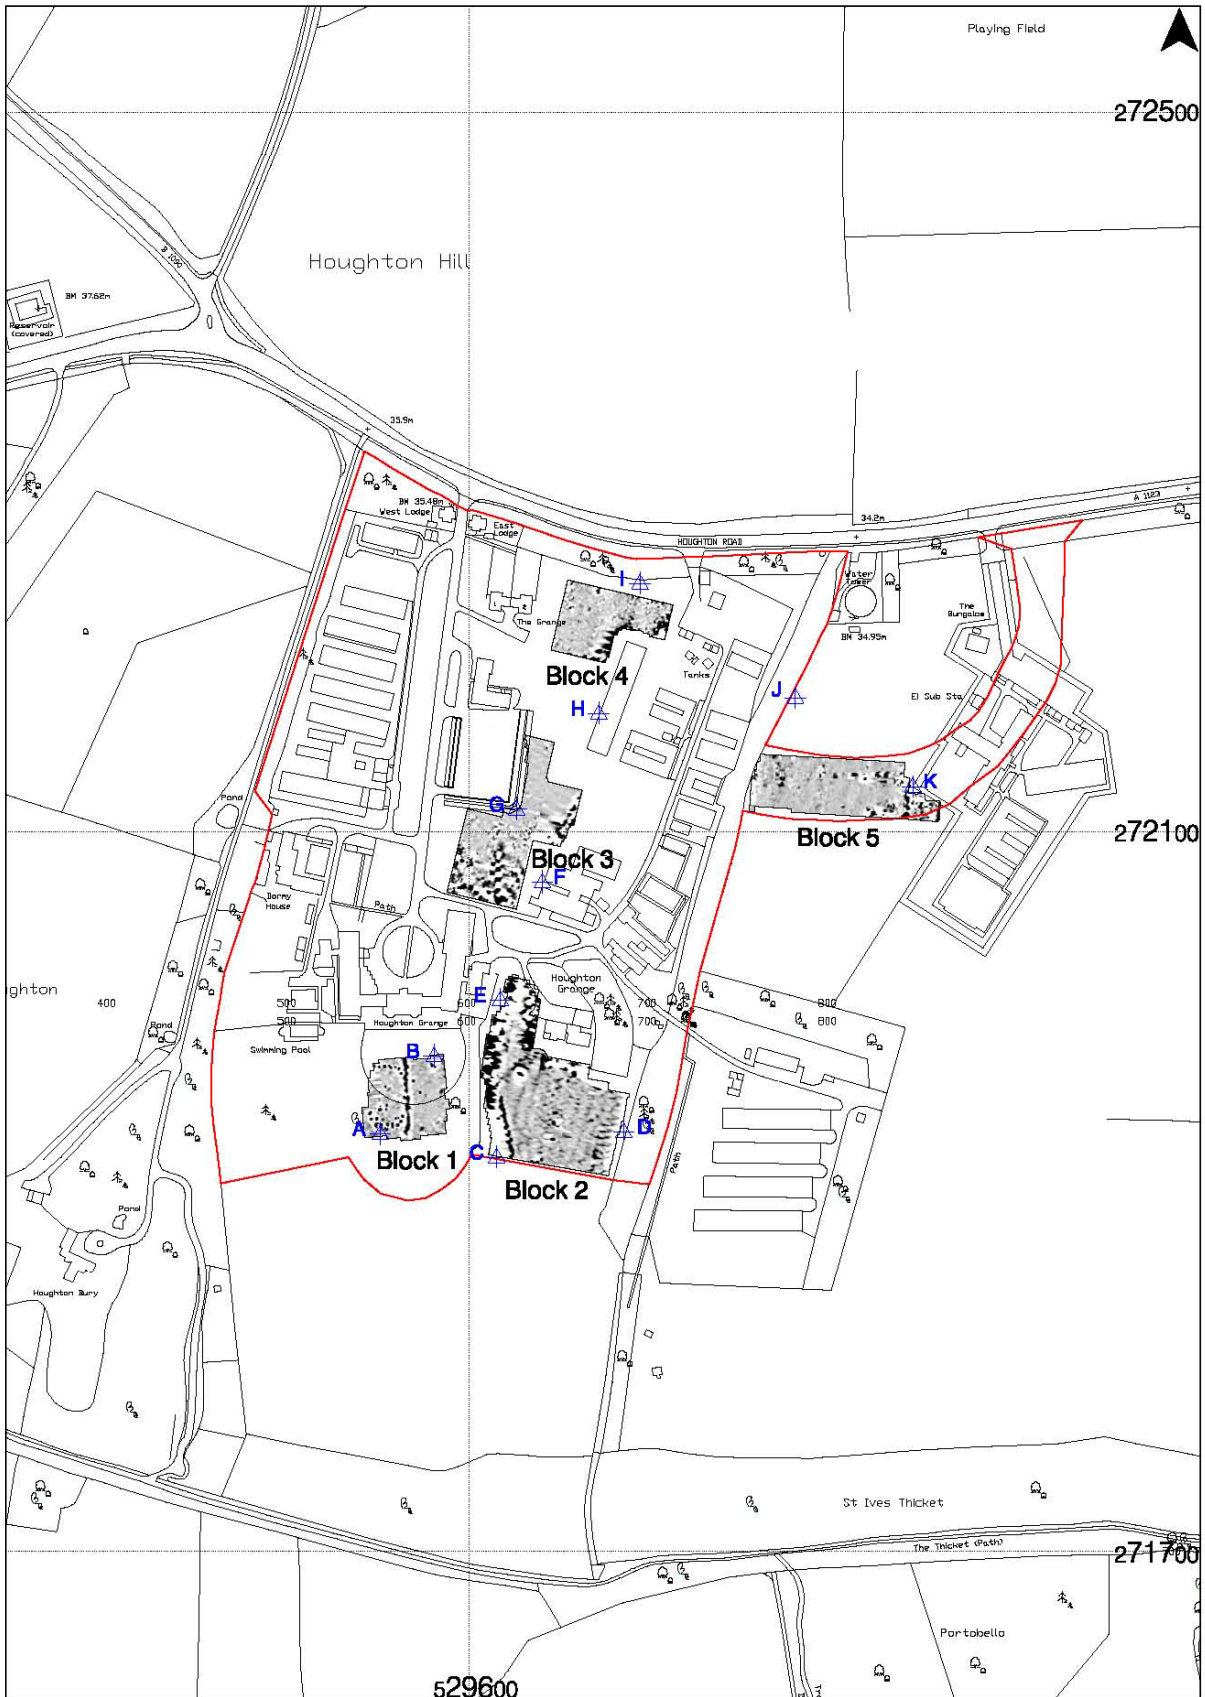 Playing Field
272500
Houghton Hill
B 1090
BM 37.62m
Reservoir
(covered)
35.9m
A 1123
BM 35.48m
West Lodge
East
Lodge
34.2m
HOUGHTON ROAD
I
Water
Tower
The
Bungalow
The Grange
BM 34.95m
Block 4
Tanks
J
El Sub Sta
H
K
Pond
G
272100
Block 5
Block 3
F
Dormy
House
Path
Houghton
Grange
ghton
400
500
600
700
800
E
500
600
700
800
Houghton Grange
Pond
Swimming Pool
B
A
D
Block 1
C
Path
Block 2
Pond
Houghton Bury
St Ives Thicket
The Thicket (Path)
271700
Portobello
529600